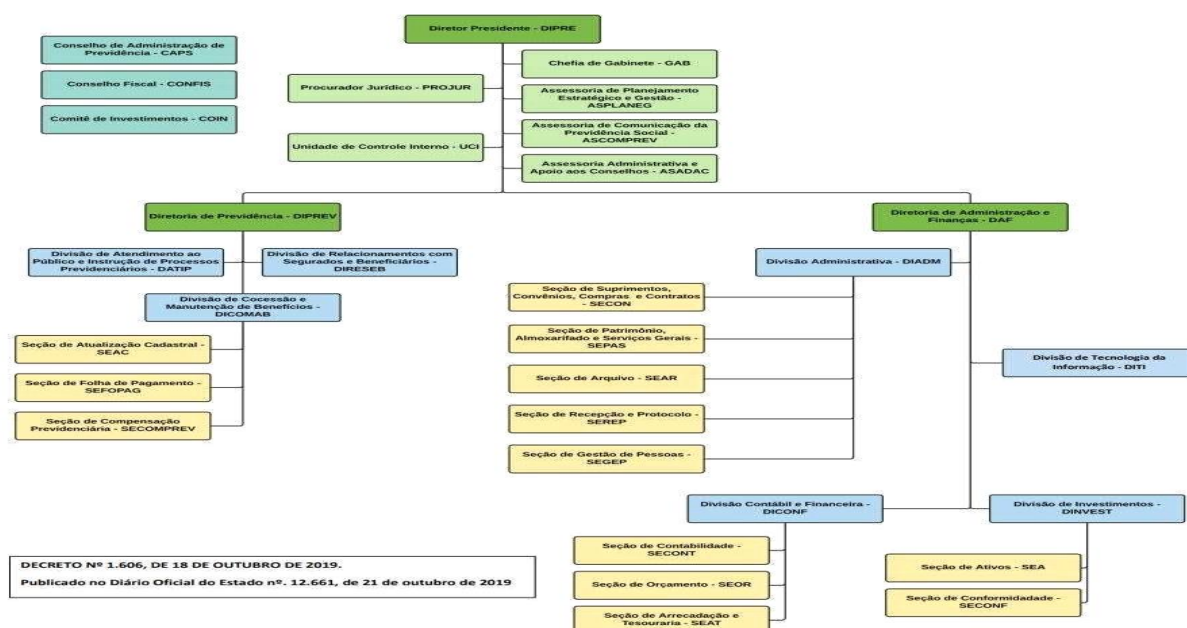 Diretor Presidente - DIPRE
Conselho de Administração de
Previdência - CAPS
Conselho Fiscal - CONFIS
Comitê de Investimentos - COIN
Chefia de Gabinete - GAB
Procurador Jurídico - PROJUR
Assessoria de Planejamento
Estratégico e Gestão -
ASPLANEG
Assessoria de Comunicação da
Previdência Social -
ASCOMPREV
Unidade de Controle Interno - UCI
Assessoria Administrativa e
Apoio aos Conselhos - ASADAC
Diretoria de Previdência - DIPREV
Diretoria de Administração e
Finanças - DAF
Divisão de Atendimento ao
Público e Instrução de Processos
Previdenciários - DATIP
Divisão de Relacionamentos com
Segurados e Beneficiários -
DIRESEB
Divisão de Cocessão e
Manutenção de Benefícios -
DICOMAB
Seção de Atualização Cadastral -
SEAC
Seção de Folha de Pagamento -
SEFOPAG
Seção de Compensação
Previdenciária - SECOMPREV
Divisão Administrativa - DIADM
Seção de Suprimentos,
Convênios, Compras e Contratos
- SECON
Seção de Patrimônio,
Almoxarifado e Serviços Gerais -
SEPAS
Seção de Arquivo - SEAR
Seção de Recepção e Protocolo -
SEREP
Seção de Gestão de Pessoas -
SEGEP
Divisão de Tecnologia da
Informação - DITI
Divisão Contábil e Financeira -
DICONF
Seção de Contabilidade -
SECONT
Seção de Orçamento - SEOR
Seção de Arrecadação e
Tesouraria - SEAT
Divisão de Investimentos -
DINVEST
Seção de Ativos - SEA
Seção de Conformidadade -
SECONF
DECRETO Nº 1.606, DE 18 DE OUTUBRO DE 2019.
Publicado no Diário Oficial do Estado nº. 12.661, de 21 de outubro de 2019